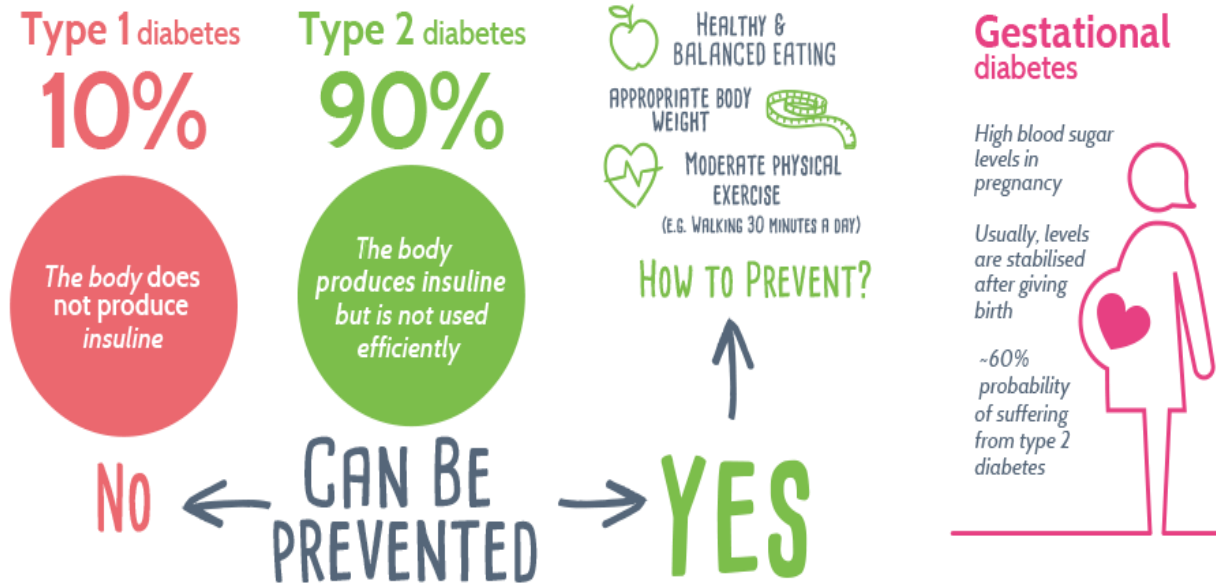 Type 1 diabetes
10%
The body does
not produce
insuline
NO
Type 2 diabetes
90%
The body
produces insuline
but is not used
efficiently
CAN BE
PREVENTED
YES
HOW TO PREVENT?
HEALTHY &
BALANCED EATING
APPROPRIATE BODY
WEIGHT
MODERATE PHYSICAL
EXERCISE
(E.G. WALKING 30 MINUTES A DAY)
Gestational
diabetes
High blood sugar
levels in
pregnancy
Usually, levels
are stabilised
after giving
birth
~60%
probability
of suffering
from type 2
diabetes